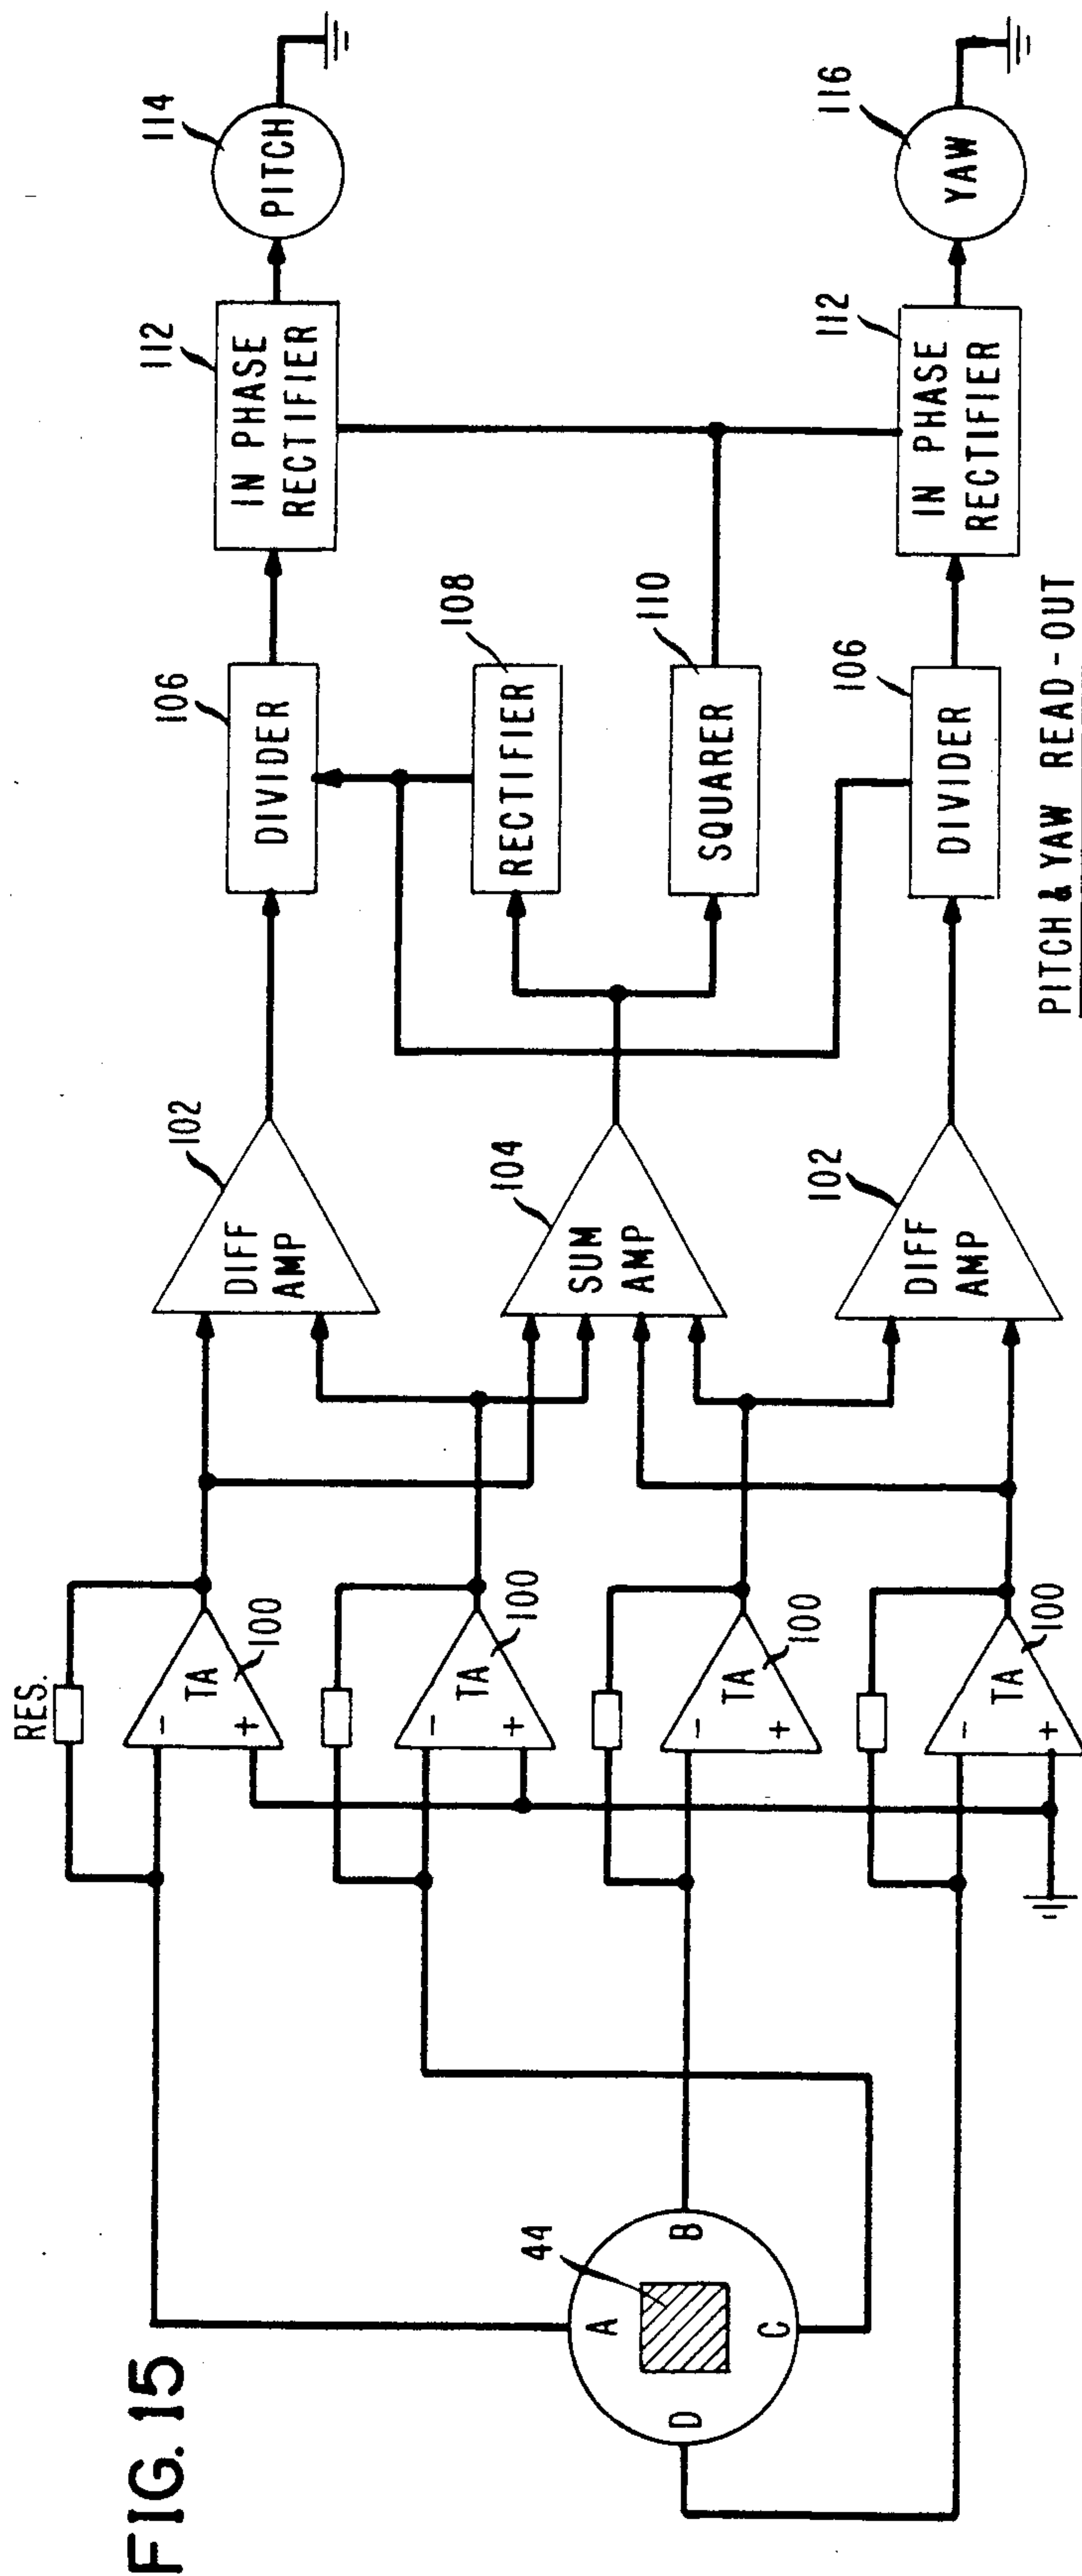 FIG. 15
RES.
-
TA
+
100
-
TA
+
100
-
TA
+
100
-
TA
+
100
A
B
C
D
44
DIFF
AMP
102
SUM
AMP
104
DIFF
AMP
102
DIVIDER
106
RECTIFIER
108
SQUARER
110
DIVIDER
106
IN PHASE
RECTIFIER
112
IN PHASE
RECTIFIER
112
PITCH
114
YAW
116
PITCH & YAW READ-OUT